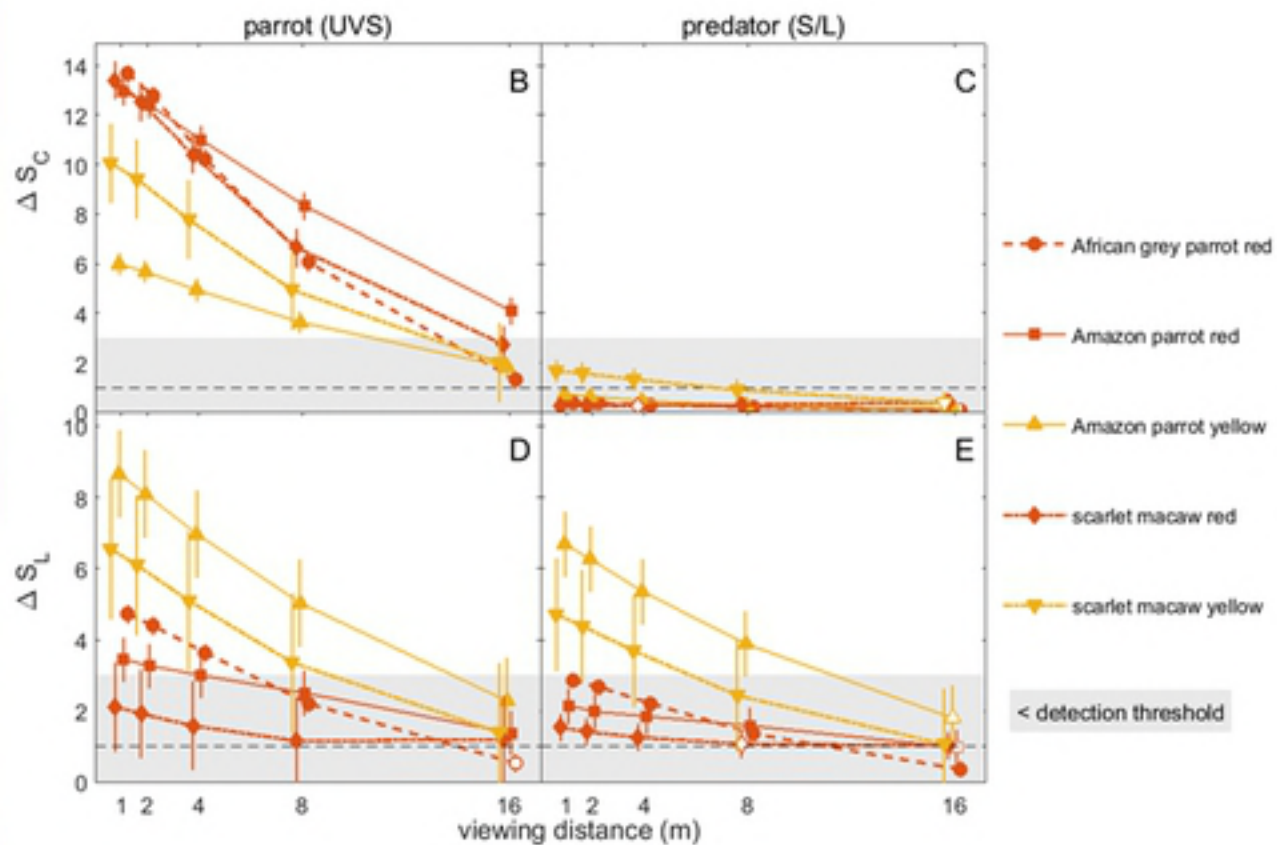 parrot (UVS)
predator (S/L)
B
C
Δ S_C
14
12
10
8
6
4
2
0
D
E
Δ S_L
10
8
6
4
2
0
1 2 4 8 16
1 2 4 8 16
viewing distance (m)
African grey parrot red
Amazon parrot red
Amazon parrot yellow
scarlet macaw red
scarlet macaw yellow
< detection threshold